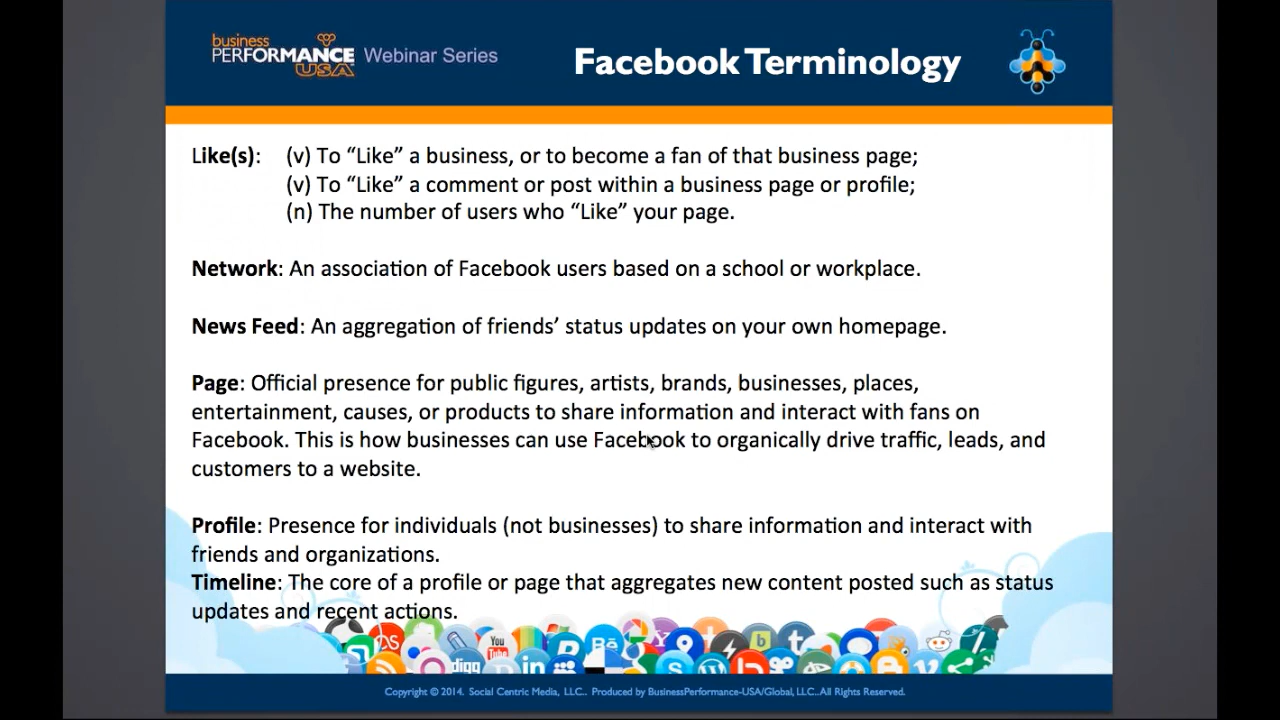 business
PERFORMANCE Webinar Series
USA
Facebook Terminology
Like(s): (v) To “Like” a business, or to become a fan of that business page;
(v) To “Like” a comment or post within a business page or profile;
(n) The number of users who “Like” your page.
Network: An association of Facebook users based on a school or workplace.
News Feed: An aggregation of friends’ status updates on your own homepage.
Page: Official presence for public figures, artists, brands, businesses, places,
entertainment, causes, or products to share information and interact with fans on
Facebook. This is how businesses can use Facebook to organically drive traffic, leads, and
customers to a website.
Profile: Presence for individuals (not businesses) to share information and interact with
friends and organizations.
Timeline: The core of a profile or page that aggregates new content posted such as status
updates and recent actions.
You
Tube
digg
in
Bē
Copyright © 2014. Social Centric Media, LLC.. Produced by BusinessPerformance-USA/Global, LLC..All Rights Reserved.